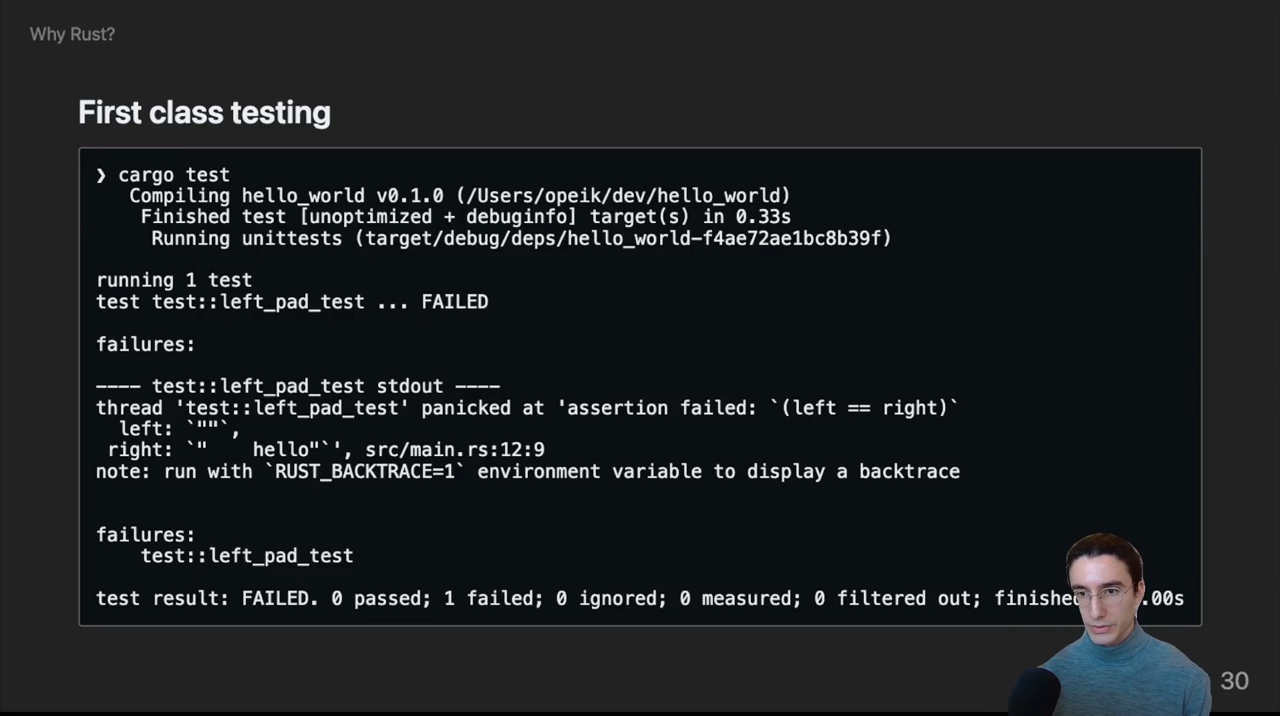 Why Rust?
First class testing
❯ cargo test
   Compiling hello_world v0.1.0 (/Users/opeik/dev/hello_world)
    Finished test [unoptimized + debuginfo] target(s) in 0.33s
     Running unittests (target/debug/deps/hello_world-f4ae72ae1bc8b39f)
running 1 test
test test::left_pad_test ... FAILED
failures:
---- test::left_pad_test stdout ----
thread 'test::left_pad_test' panicked at 'assertion failed: `(left == right)`
  left: `""`,
 right: `"    hello"`', src/main.rs:12:9
note: run with `RUST_BACKTRACE=1` environment variable to display a backtrace
failures:
    test::left_pad_test
test result: FAILED. 0 passed; 1 failed; 0 ignored; 0 measured; 0 filtered out; .00s
30